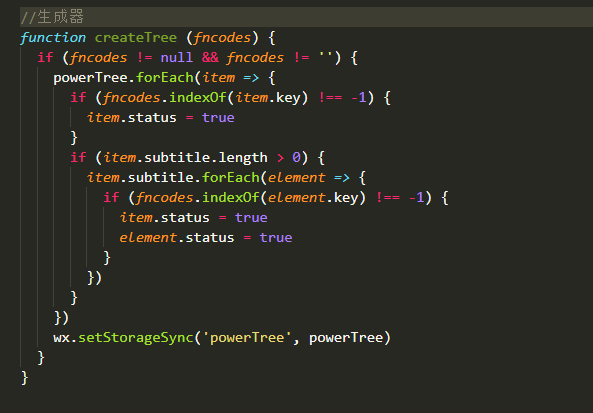 //生成器
function createTree (fncodes) {
  if (fncodes != null && fncodes != '') {
    powerTree.forEach(item => {
      if (fncodes.indexOf(item.key) !== -1) {
        item.status = true
      }
      if (item.subtitle.length > 0) {
        item.subtitle.forEach(element => {
          if (fncodes.indexOf(element.key) !== -1) {
            item.status = true
            element.status = true
          }
        })
      }
    })
    wx.setStorageSync('powerTree', powerTree)
  }
}